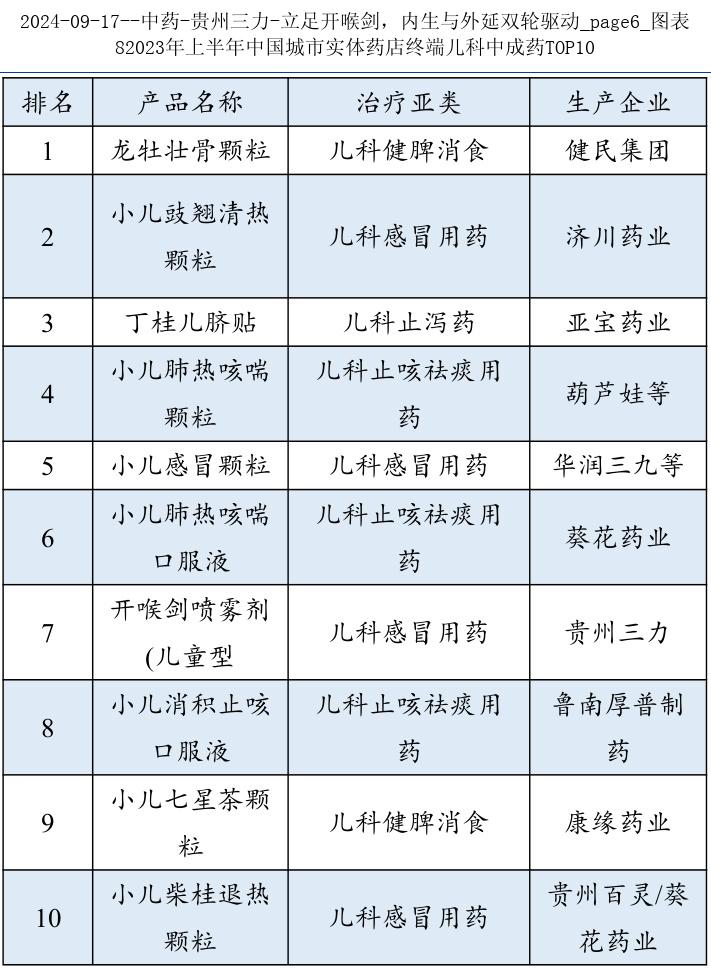 2024-09-17--中药-贵州三力-立足开喉剑，内生与外延双轮驱动_page6_图表
82023年上半年中国城市实体药店终端儿科中成药TOP10
排名 产品名称 治疗亚类 生产企业
1 龙牡壮骨颗粒 儿科健脾消食 健民集团
2 小儿豉翘清热
颗粒 儿科感冒用药 济川药业
3 丁桂儿脐贴 儿科止泻药 亚宝药业
4 小儿肺热咳喘
颗粒 儿科止咳祛痰用
药 葫芦娃等
5 小儿感冒颗粒 儿科感冒用药 华润三九等
6 小儿肺热咳喘
口服液 儿科止咳祛痰用
药 葵花药业
7 开喉剑喷雾剂
(儿童型 儿科感冒用药 贵州三力
8 小儿消积止咳
口服液 儿科止咳祛痰用
药 鲁南厚普制
药
9 小儿七星茶颗
粒 儿科健脾消食 康缘药业
10 小儿柴桂退热
颗粒 儿科感冒用药 贵州百灵/葵
花药业